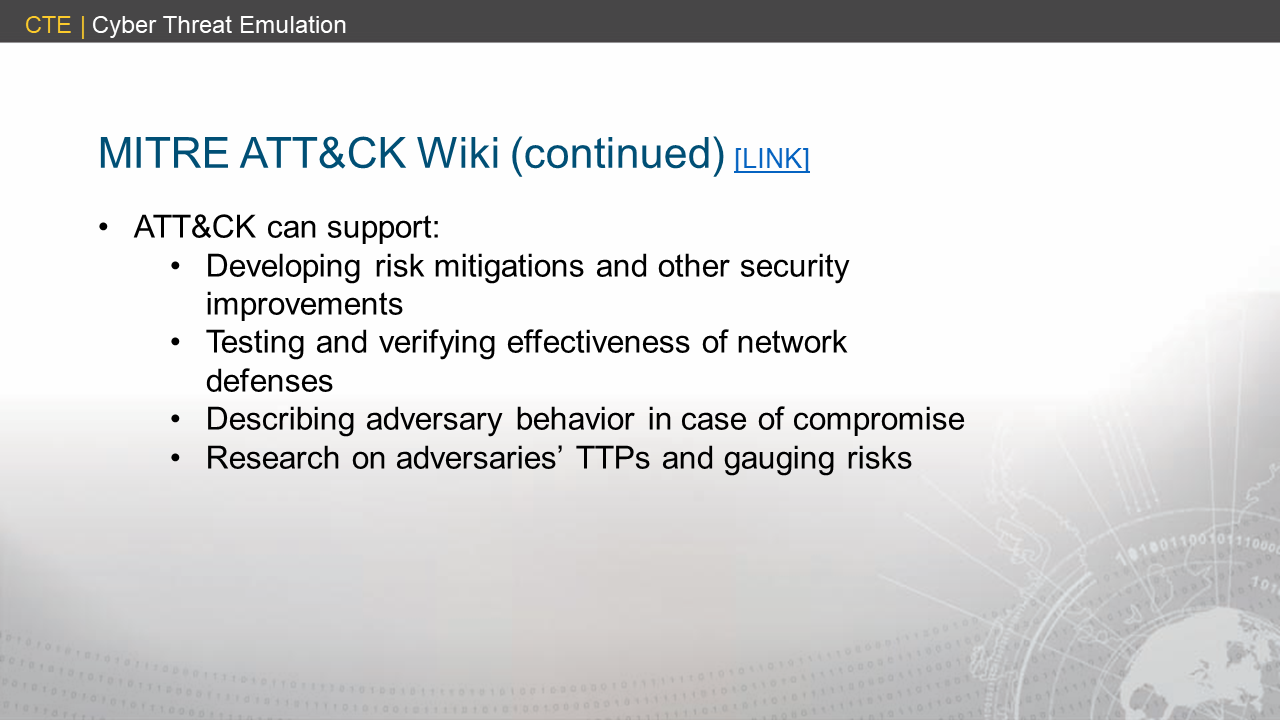 CTE | Cyber Threat Emulation
MITRE ATT&CK Wiki (continued) [LINK]
• ATT&CK can support:
• Developing risk mitigations and other security
improvements
• Testing and verifying effectiveness of network
defenses
• Describing adversary behavior in case of compromise
• Research on adversaries’ TTPs and gauging risks